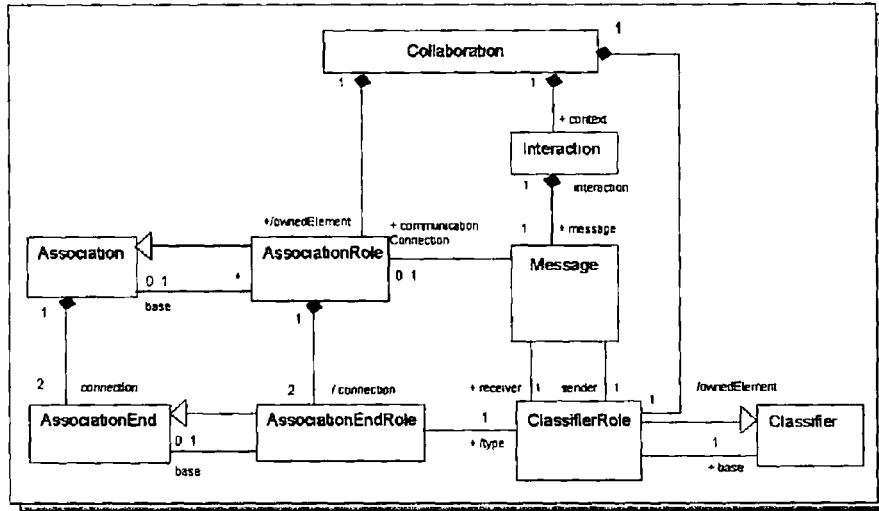 1
Collaboration
1
1
+ context
Interaction
1
interaction
+/ownedElement
+ communication
Connection
1
+ message
Association
AssociationRole
Message
0 1
*
0 1
base
1
1
2
connection
2
/ connection
+ receiver
1
sender
1
1
/ownedElement
AssociationEnd
AssociationEndRole
1
ClassifierRole
Classifier
0 1
+ /type
1
base
+ base